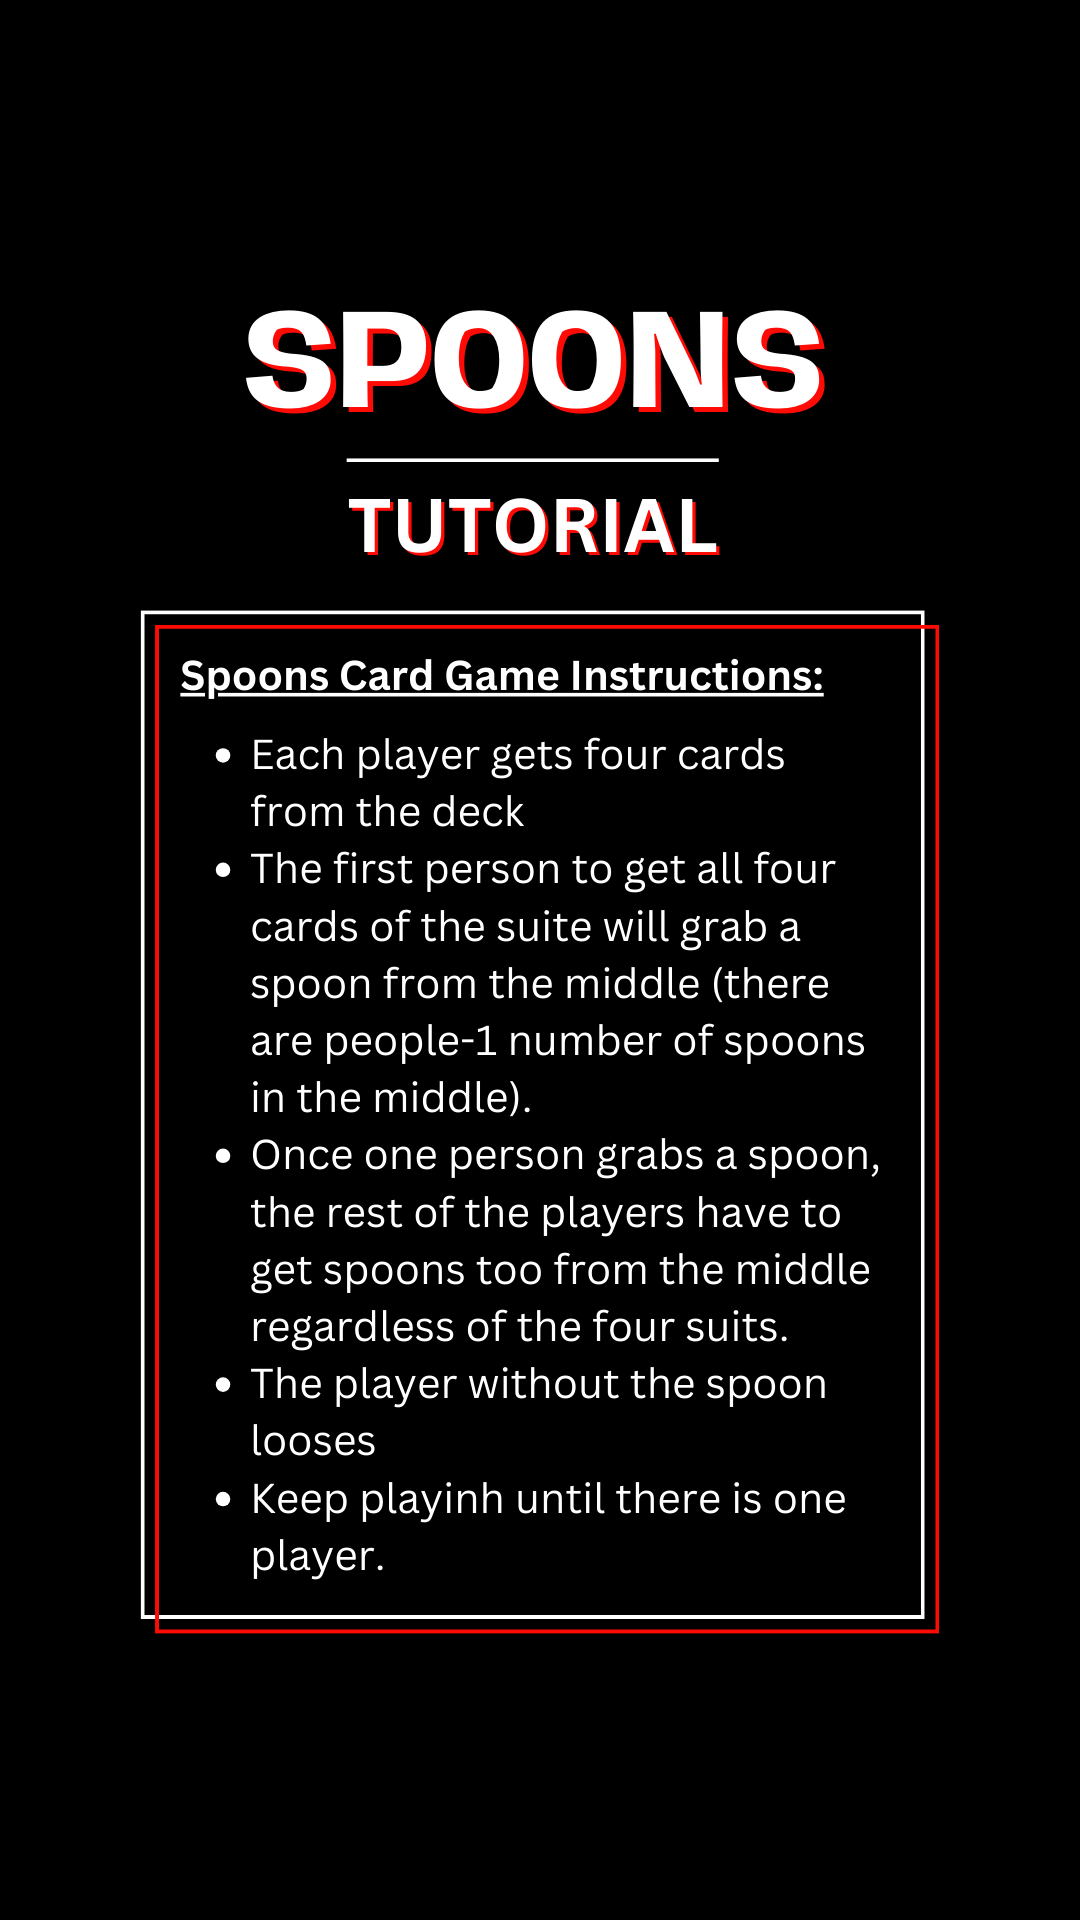 SPOONS
TUTORIAL
Spoons Card Game Instructions:
• Each player gets four cards
from the deck
• The first person to get all four
cards of the suite will grab a
spoon from the middle (there
are people-1 number of spoons
in the middle).
• Once one person grabs a spoon,
the rest of the players have to
get spoons too from the middle
regardless of the four suits.
• The player without the spoon
looses
• Keep playinh until there is one
player.